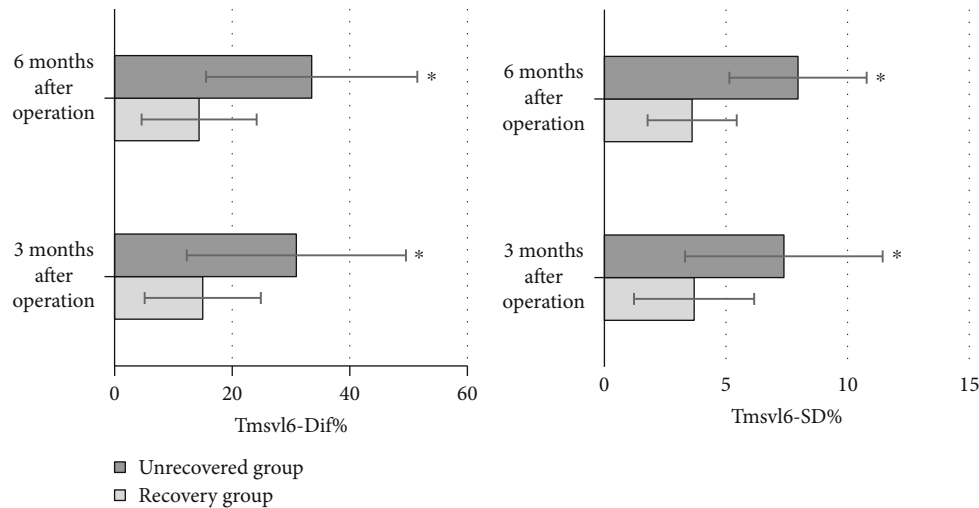 6 months
after
operation
*
3 months
after
operation
*
0
20
40
60
Tmsvl6-Dif%
6 months
after
operation
*
3 months
after
operation
*
0
5
10
15
Tmsvl6-SD%
Unrecovered group
Recovery group